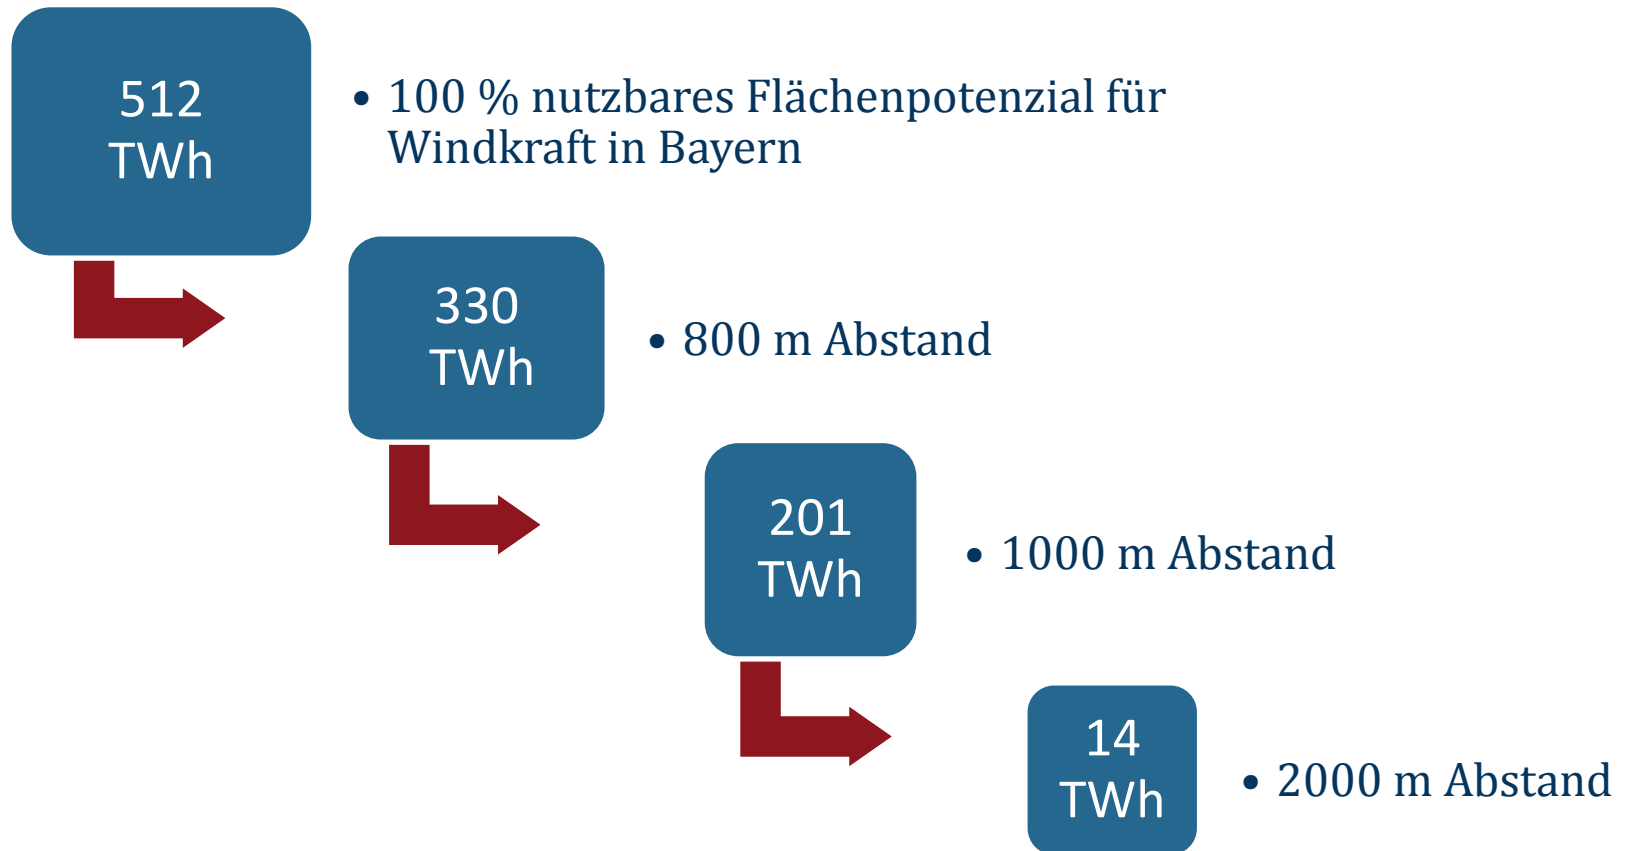 512
TWh
• 100 % nutzbares Flächenpotenzial für
Windkraft in Bayern
330
TWh
• 800 m Abstand
201
TWh
• 1000 m Abstand
14
TWh
• 2000 m Abstand